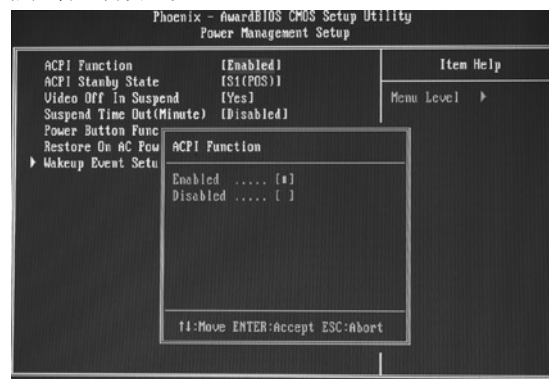 Phoenix - AwardBIOS CMOS Setup Utility
Power Management Setup
ACPI Function [Enabled]
ACPI Stanby State [S1(POS)]
Video Off In Suspend [Yes]
Suspend Time Out(Minute) [Disabled]
Power Button Func
Restore On AC Pow
▶ Wakeup Event Setu
Item Help
Menu Level ▶
ACPI Function
Enabled ..... [■]
Disabled ..... [ ]
↑↓:Move ENTER:Accept ESC:Abort